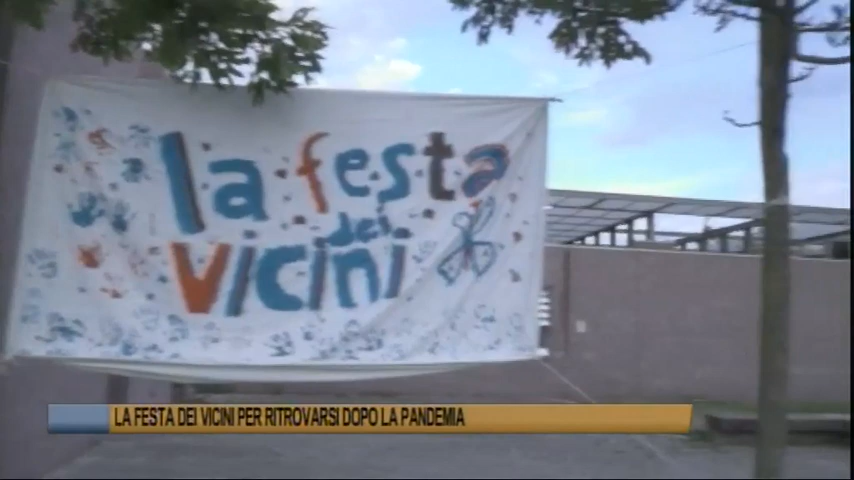 la festa
dei
vicini
LA FESTA DEI VICINI PER RITROVARSI DOPO LA PANDEMIA